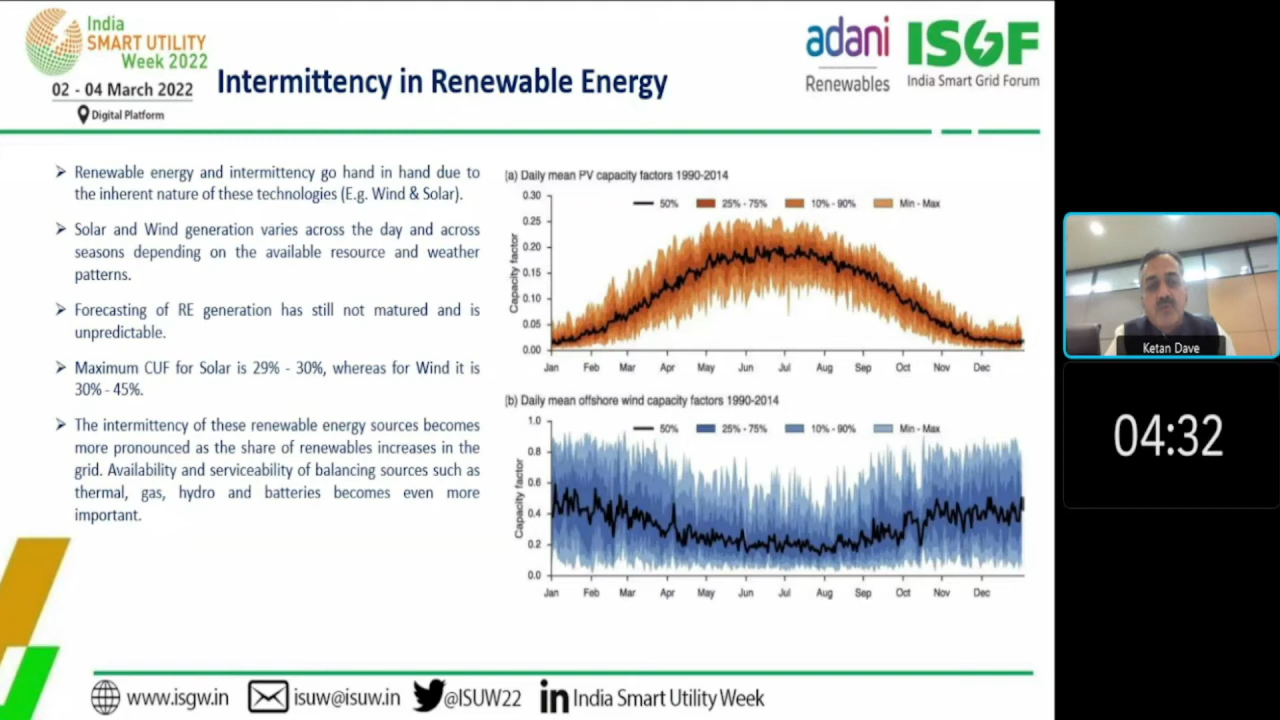 India
SMART UTILITY
Week 2022
02 - 04 March 2022
Digital Platform
Intermittency in Renewable Energy
adani
Renewables
ISGF
India Smart Grid Forum
Renewable energy and intermittency go hand in hand due to
the inherent nature of these technologies (E.g. Wind & Solar).
Solar and Wind generation varies across the day and across
seasons depending on the available resource and weather
patterns.
Forecasting of RE generation has still not matured and is
unpredictable.
Maximum CUF for Solar is 29% - 30%, whereas for Wind it is
30% - 45%.
The intermittency of these renewable energy sources becomes
more pronounced as the share of renewables increases in the
grid. Availability and serviceability of balancing sources such as
thermal, gas, hydro and batteries becomes even more
important.
(a) Daily mean PV capacity factors 1990-2014
50% 25% - 75% 10% - 90% Min - Max
Capacity factor
0.30
0.25
0.20
0.15
0.10
0.05
0.00
Jan Feb Mar Apr May Jun Jul Aug Sep Oct Nov Dec
(b) Daily mean offshore wind capacity factors 1990-2014
50% 25% - 75% 10% - 90% Min - Max
Capacity factor
1.0
0.8
0.6
0.4
0.2
0.0
Jan Feb Mar Apr May Jun Jul Aug Sep Oct Nov Dec
Ketan Dave
04:32
www.isgw.in isuw@isuw.in @ISUW22 in India Smart Utility Week